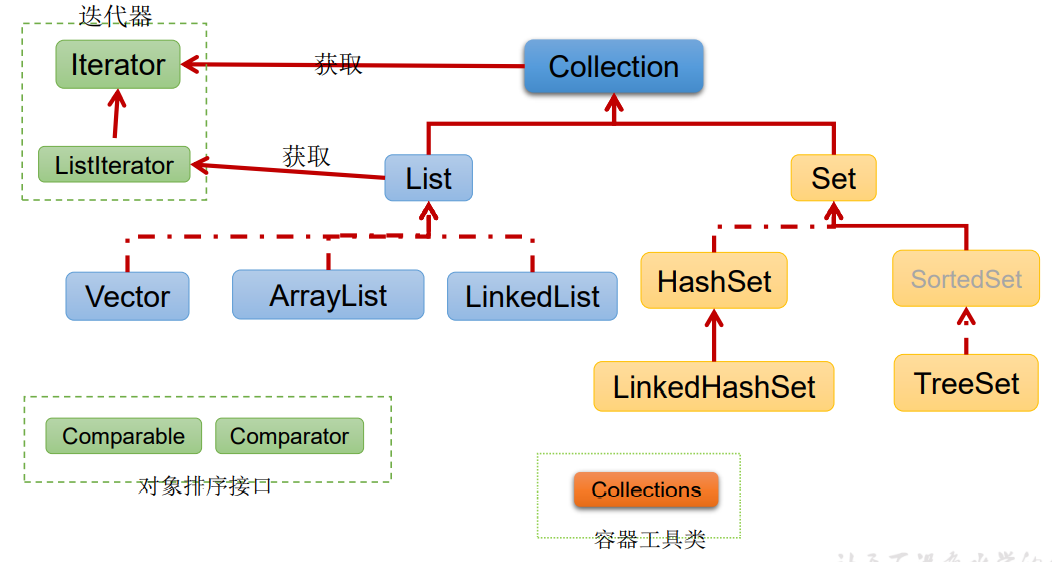 迭代器
Iterator
获取
Collection
ListIterator
获取
List
Set
Vector
ArrayList
LinkedList
HashSet
SortedSet
LinkedHashSet
TreeSet
Comparable
Comparator
对象排序接口
Collections
容器工具类